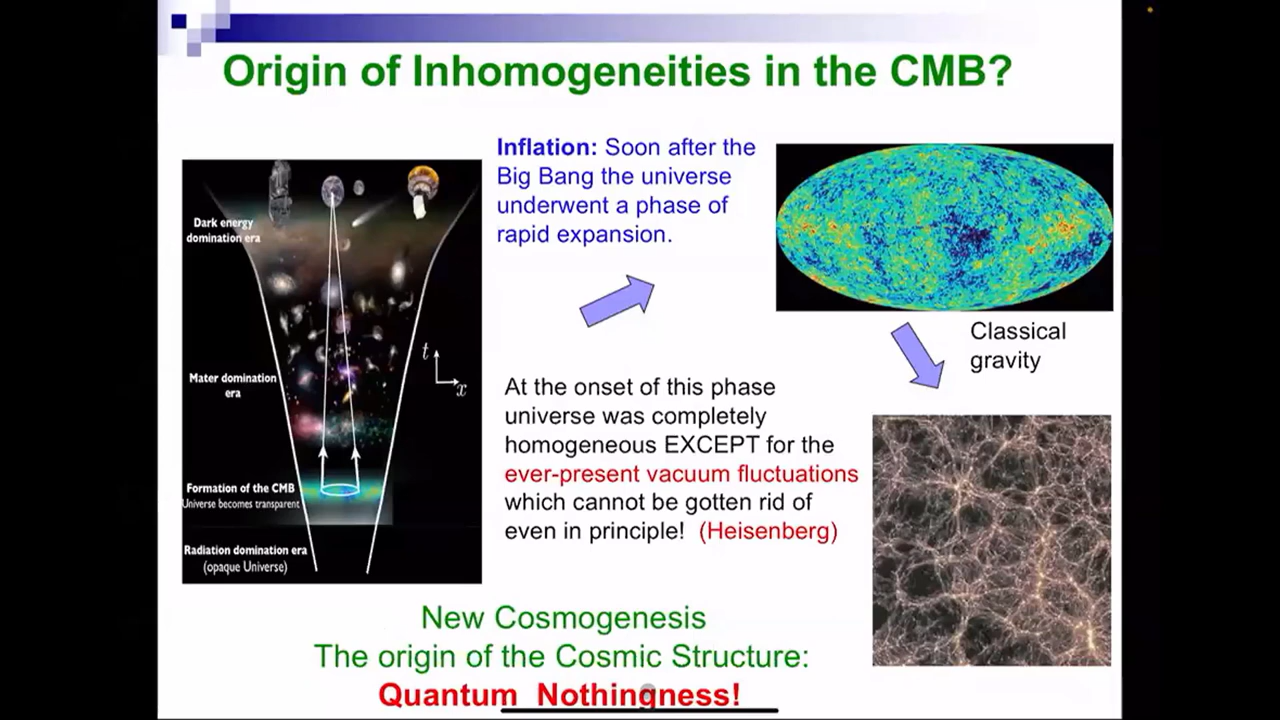 Origin of Inhomogeneities in the CMB?
Dark energy
domination era
t
x
Mater domination
era
Formation of the CMB
Universe becomes transparent
Radiation domination era
(opaque Universe)
Inflation: Soon after the
Big Bang the universe
underwent a phase of
rapid expansion.
Classical
gravity
At the onset of this phase
universe was completely
homogeneous EXCEPT for the
ever-present vacuum fluctuations
which cannot be gotten rid of
even in principle! (Heisenberg)
New Cosmogenesis
The origin of the Cosmic Structure:
Quantum Nothingness!